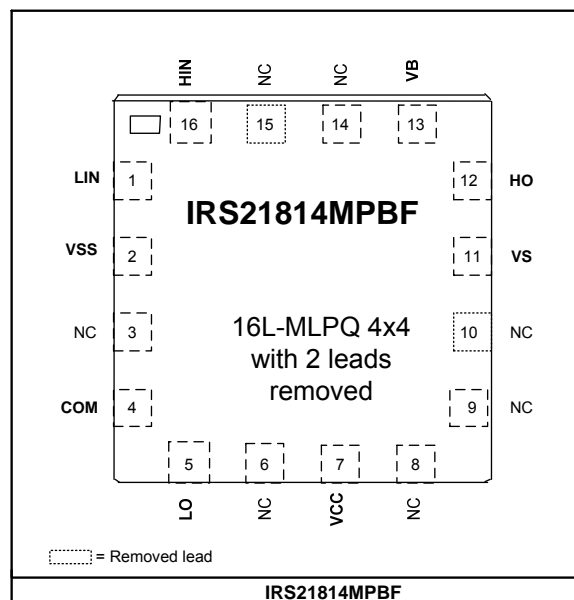 HIN NC NC VB
16 15 14 13
LIN 1 12 HO
IRS21814MPBF
VSS 2 11 VS
NC 3 10 NC
16L-MLPQ 4x4
with 2 leads
removed
COM 4 9 NC
5 6 7 8
LO NC VCC NC
= Removed lead
IRS21814MPBF